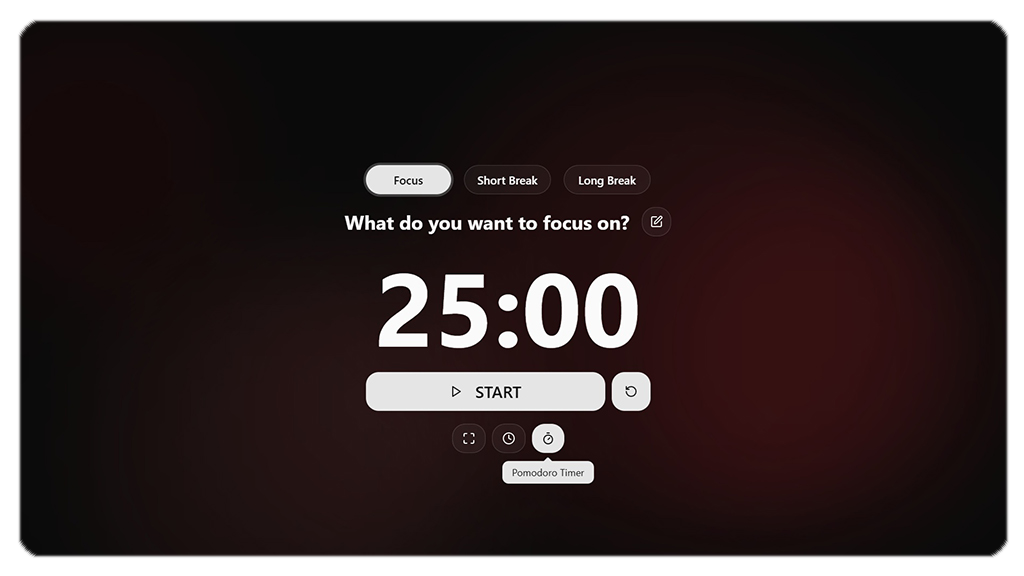 Focus Short Break Long Break
What do you want to focus on?
25:00
START
Pomodoro Timer